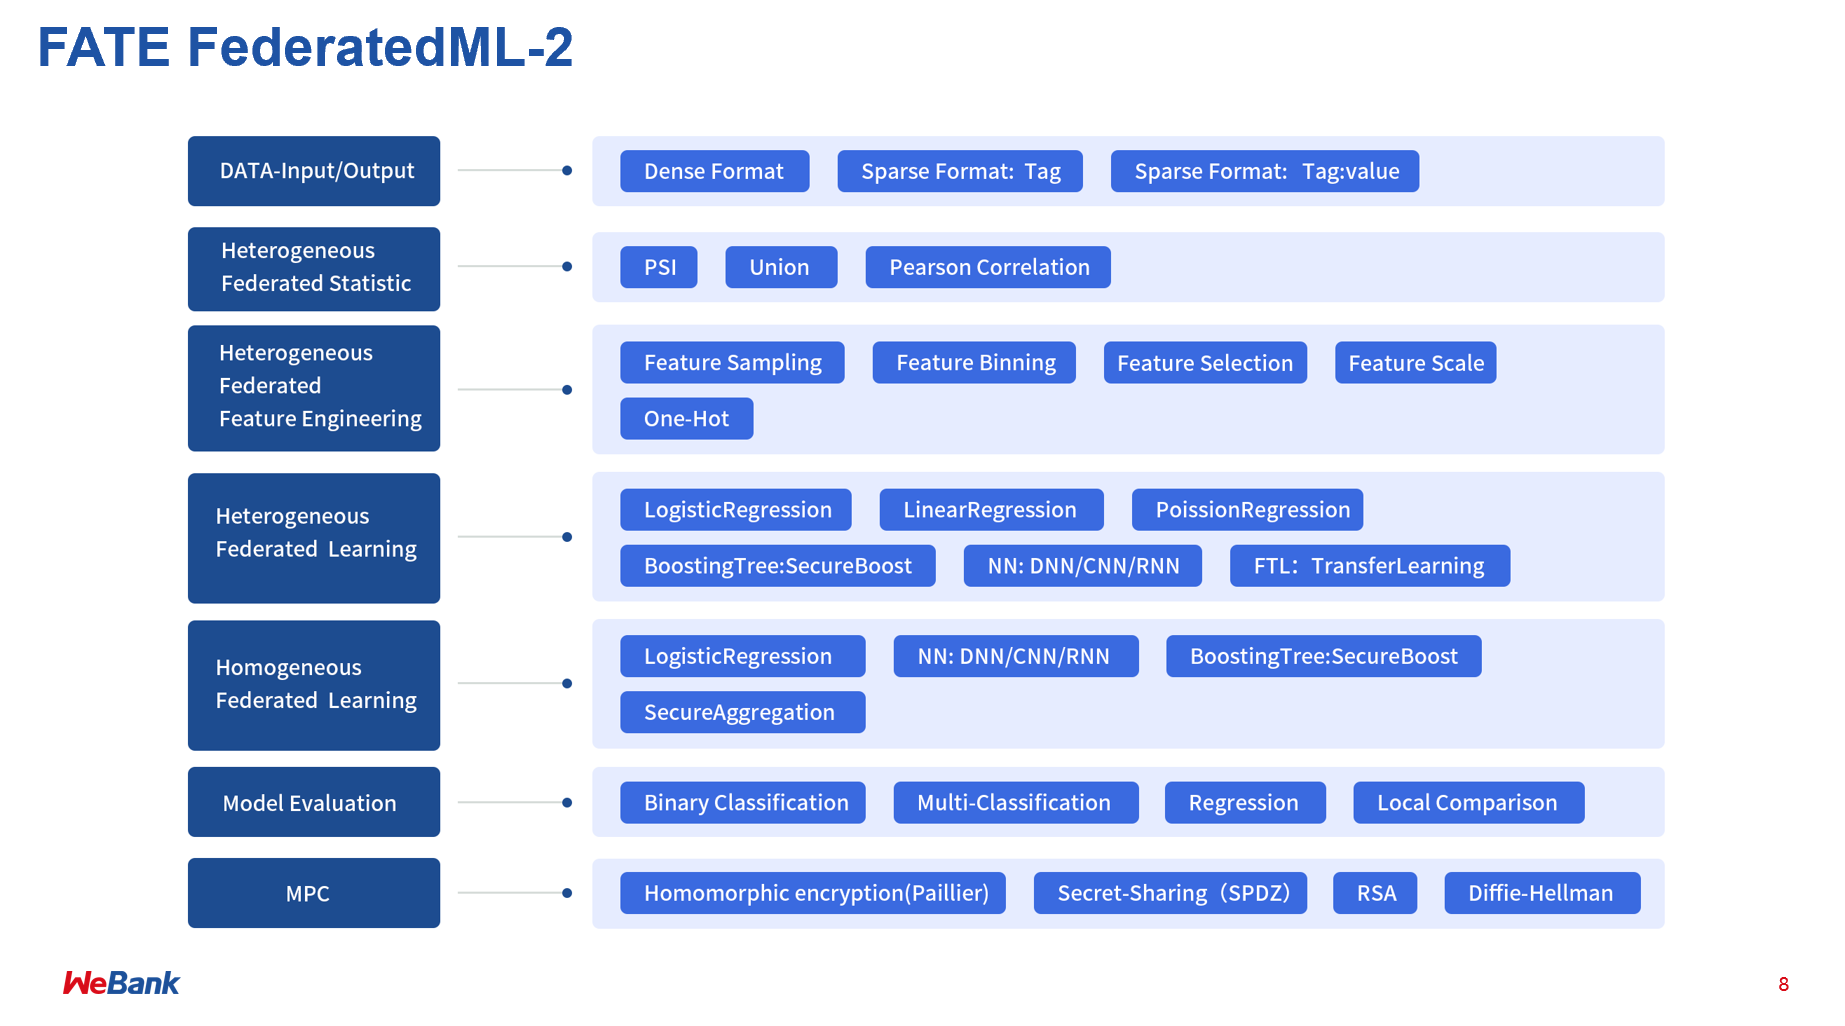 FATE FederatedML-2
DATA-Input/Output
Dense Format
Sparse Format: Tag
Sparse Format: Tag:value
Heterogeneous
Federated Statistic
PSI
Union
Pearson Correlation
Heterogeneous
Federated
Feature Engineering
Feature Sampling
Feature Binning
Feature Selection
Feature Scale
One-Hot
Heterogeneous
Federated Learning
LogisticRegression
LinearRegression
PoissionRegression
BoostingTree:SecureBoost
NN: DNN/CNN/RNN
FTL：TransferLearning
Homogeneous
Federated Learning
LogisticRegression
NN: DNN/CNN/RNN
BoostingTree:SecureBoost
SecureAggregation
Model Evaluation
Binary Classification
Multi-Classification
Regression
Local Comparison
MPC
Homomorphic encryption(Paillier)
Secret-Sharing（SPDZ）
RSA
Diffie-Hellman
WeBank
8